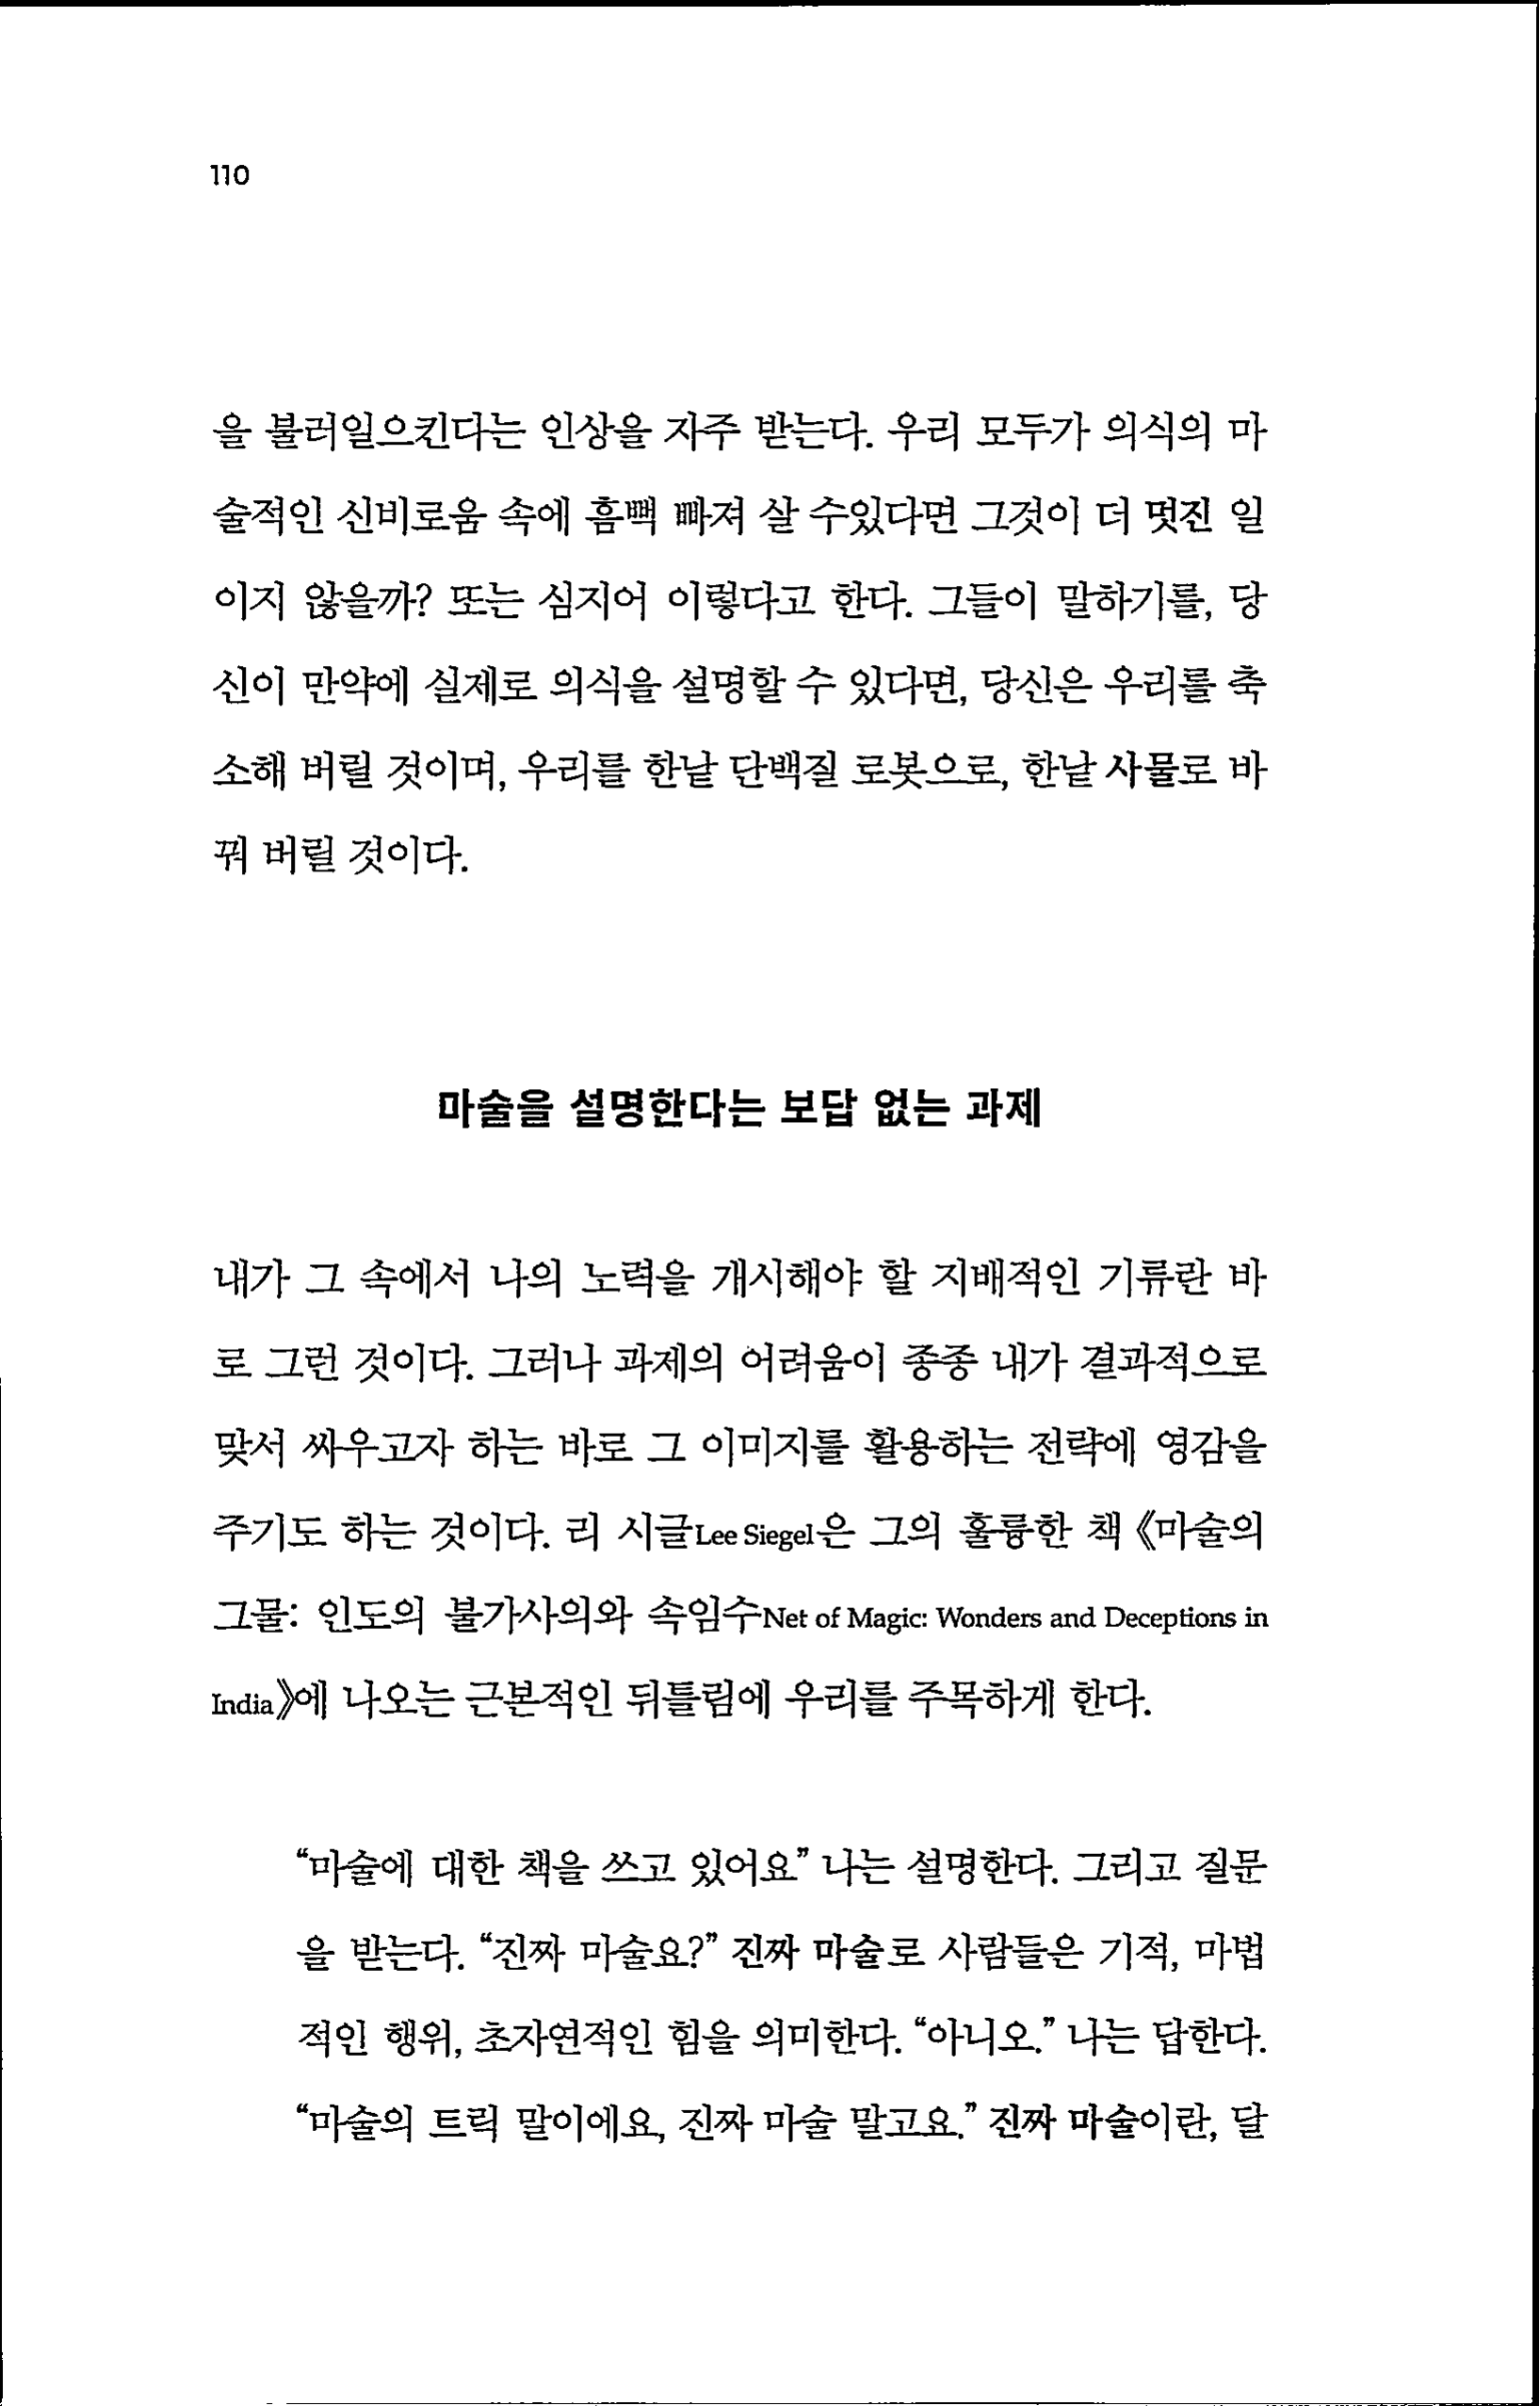 110
을 불러일으킨다는 인상을 자주 받는다. 우리 모두가 의식의 마
술적인 신비로움 속에 흠뻑 빠져 살 수있다면 그것이 더 멋진 일
이지 않을까? 또는 심지어 이렇다고 한다. 그들이 말하기를, 당
신이 만약에 실제로 의식을 설명할 수 있다면, 당신은 우리를 축
소해 버릴 것이며, 우리를 한낱 단백질 로봇으로, 한낱 사물로 바
꿔 버릴 것이다.
마술을 설명한다는 보답 없는 과제
내가 그 속에서 나의 노력을 개시해야 할 지배적인 기류란 바
로 그런 것이다. 그러나 과제의 어려움이 종종 내가 결과적으로
맞서 싸우고자 하는 바로 그 이미지를 활용하는 전략에 영감을
주기도 하는 것이다. 리 시글Lee Siegel은 그의 훌륭한 책 《마술의
그물: 인도의 불가사의와 속임수Net of Magic: Wonders and Deceptions in
India》에 나오는 근본적인 뒤틀림에 우리를 주목하게 한다.
“마술에 대한 책을 쓰고 있어요” 나는 설명한다. 그리고 질문
을 받는다. “진짜 마술요?” 진짜 마술로 사람들은 기적, 마법
적인 행위, 초자연적인 힘을 의미한다. “아니오.” 나는 답한다.
“마술의 트릭 말이에요, 진짜 마술 말고요.” 진짜 마술이란, 달